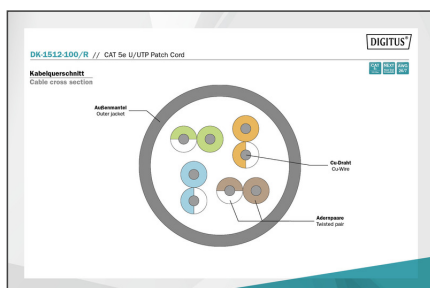 DIGITUS®
DK-1512-100/R // CAT 5e U/UTP Patch Cord
Kabelquerschnitt
Cable cross section
Außenmantel
Outer jacket
Cu-Draht
Cu-Wire
Aderpaare
Twisted pair